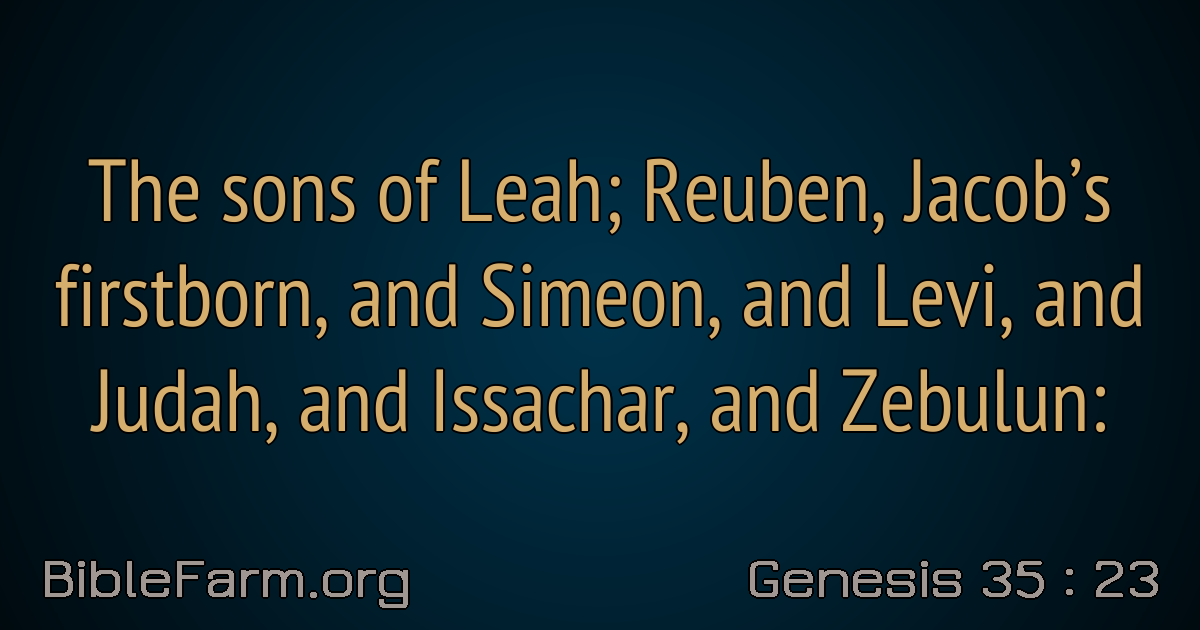 The sons of Leah; Reuben, Jacob’s
firstborn, and Simeon, and Levi, and
Judah, and Issachar, and Zebulun:
BibleFarm.org
Genesis 35 : 23